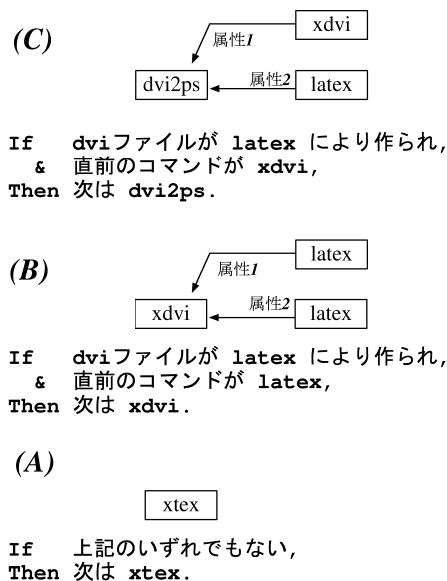 (C)
xdvi
属性1
dvi2ps
属性2
latex
If dviファイルが latex により作られ,
& 直前のコマンドが xdvi,
Then 次は dvi2ps.
(B)
latex
属性1
xdvi
属性2
latex
If dviファイルが latex により作られ,
& 直前のコマンドが latex,
Then 次は xdvi.
(A)
xtex
If 上記のいずれでもない,
Then 次は xtex.